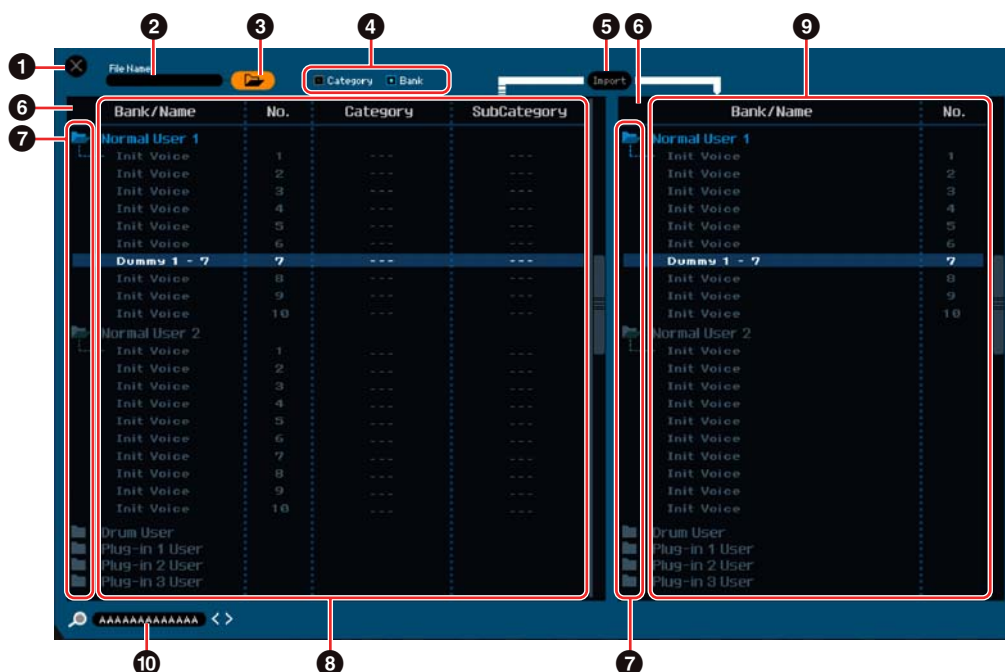 2 3 4 5 6 9
1 File Name Category Bank Import
6 Bank/Name No. Category SubCategory Bank/Name No.
7 Normal User 1 Normal User 1
Init Voice 1 --- --- Init Voice 1
Init Voice 2 --- --- Init Voice 2
Init Voice 3 --- --- Init Voice 3
Init Voice 4 --- --- Init Voice 4
Init Voice 5 --- --- Init Voice 5
Init Voice 6 --- --- Init Voice 6
Dummy 1 - 7 7 --- --- Dummy 1 - 7 7
Init Voice 8 --- --- Init Voice 8
Init Voice 9 --- --- Init Voice 9
Init Voice 10 --- --- Init Voice 10
Normal User 2 Normal User 2
Init Voice 1 --- --- Init Voice
Init Voice 2 --- --- Init Voice
Init Voice 3 --- --- Init Voice
Init Voice 4 --- --- Init Voice
Init Voice 5 --- --- Init Voice
Init Voice 6 --- --- Init Voice
Init Voice 7 --- --- Init Voice
Init Voice 8 --- --- Init Voice
Init Voice 9 --- --- Init Voice
Init Voice 10 --- --- Init Voice
Drum User Drum User
Plug-in 1 User Plug-in 1 User
Plug-in 2 User Plug-in 2 User
Plug-in 3 User Plug-in 3 User
AAAAAAAAAAAAA < >
10 8 7